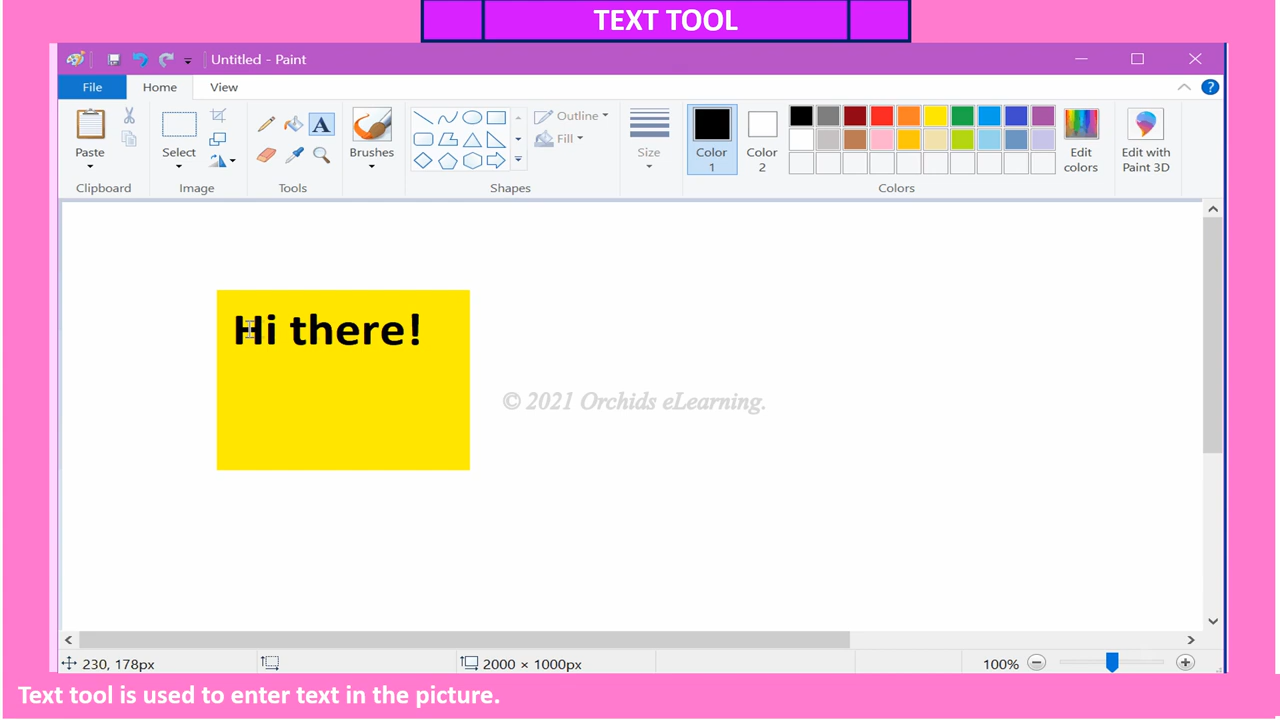 TEXT TOOL
Untitled - Paint
File Home View
Paste
Select
Brushes
Outline
Fill
Size
Color 1
Color 2
Edit colors
Edit with Paint 3D
Clipboard
Image
Tools
Shapes
Colors
Hi there!
© 2021 Orchids eLearning.
230, 178px
2000 × 1000px
100%
Text tool is used to enter text in the picture.